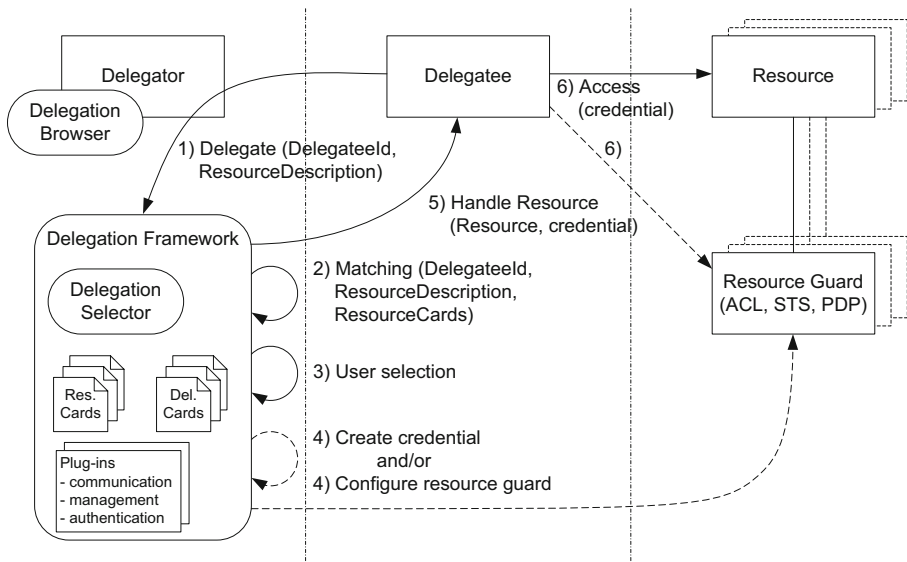 Delegator
Delegation
Browser
Delegatee
Resource
6) Access
(credential)
1) Delegate (DelegateeId,
ResourceDescription)
6)
5) Handle Resource
(Resource, credential)
Delegation Framework
Delegation
Selector
2) Matching (DelegateeId,
ResourceDescription,
ResourceCards)
Resource Guard
(ACL, STS, PDP)
3) User selection
Res.
Cards
Del.
Cards
4) Create credential
and/or
4) Configure resource guard
Plug-ins
- communication
- management
- authentication